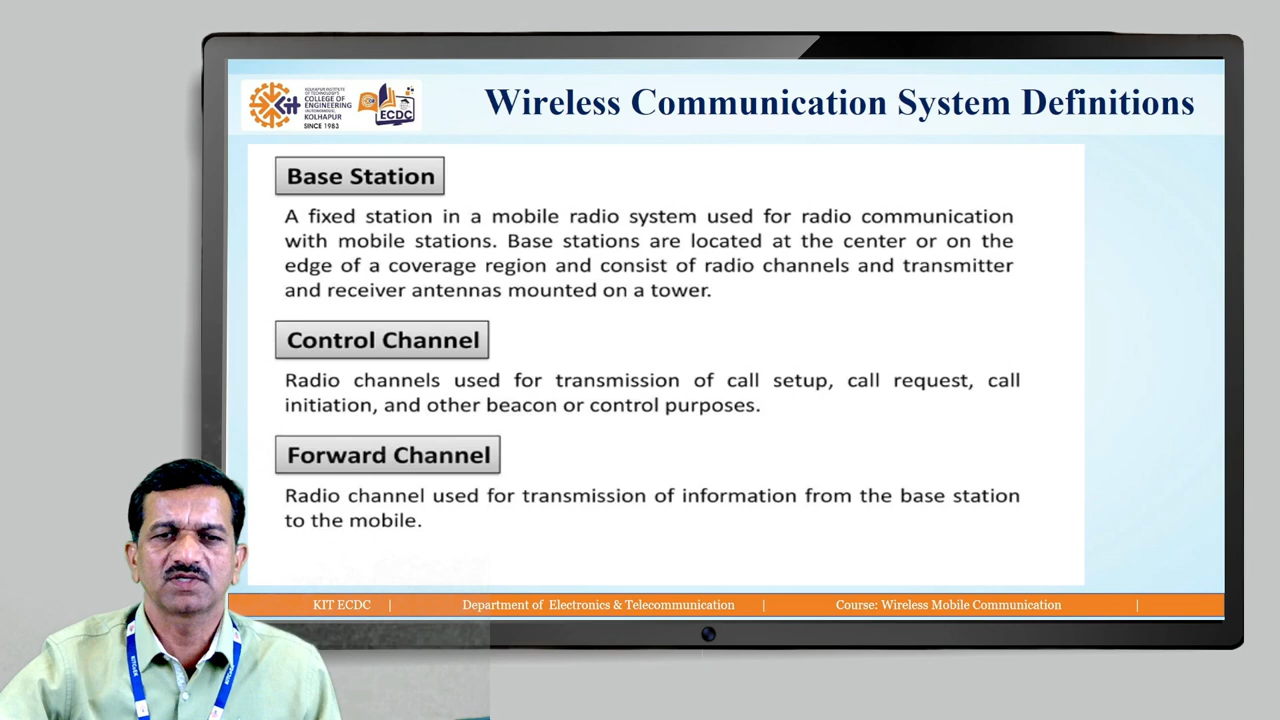 KOLHAPUR INSTITUTE
OF TECHNOLOGY'S
COLLEGE OF
ENGINEERING
(AUTONOMOUS),
KOLHAPUR
SINCE 1983
KIT
ECDC
Wireless Communication System Definitions
Base Station
A fixed station in a mobile radio system used for radio communication
with mobile stations. Base stations are located at the center or on the
edge of a coverage region and consist of radio channels and transmitter
and receiver antennas mounted on a tower.
Control Channel
Radio channels used for transmission of call setup, call request, call
initiation, and other beacon or control purposes.
Forward Channel
Radio channel used for transmission of information from the base station
to the mobile.
KIT ECDC | Department of Electronics & Telecommunication | Course: Wireless Mobile Communication |